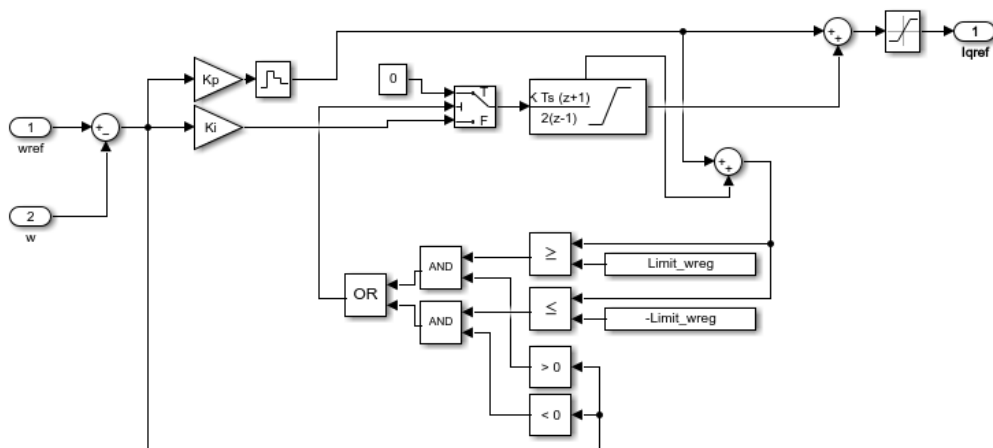 1
Iqref
+
+
Kp
0
T
F
K Ts (z+1)
2(z-1)
1
wref
+
−
Ki
+
+
2
w
≥
Limit_wreg
AND
OR
AND
≤
-Limit_wreg
> 0
< 0